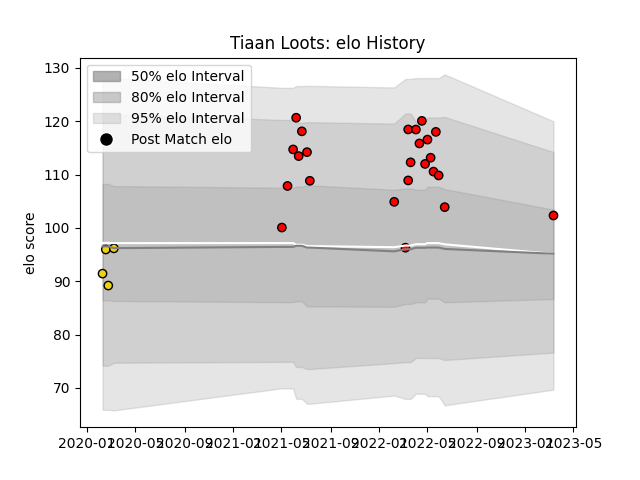 Tiaan Loots: elo History
50% elo Interval
80% elo Interval
95% elo Interval
Post Match elo
elo score
130
120
110
100
90
80
70
2020-01 2020-05 2020-09 2021-01 2021-05 2021-09 2022-01 2022-05 2022-09 2023-01 2023-05